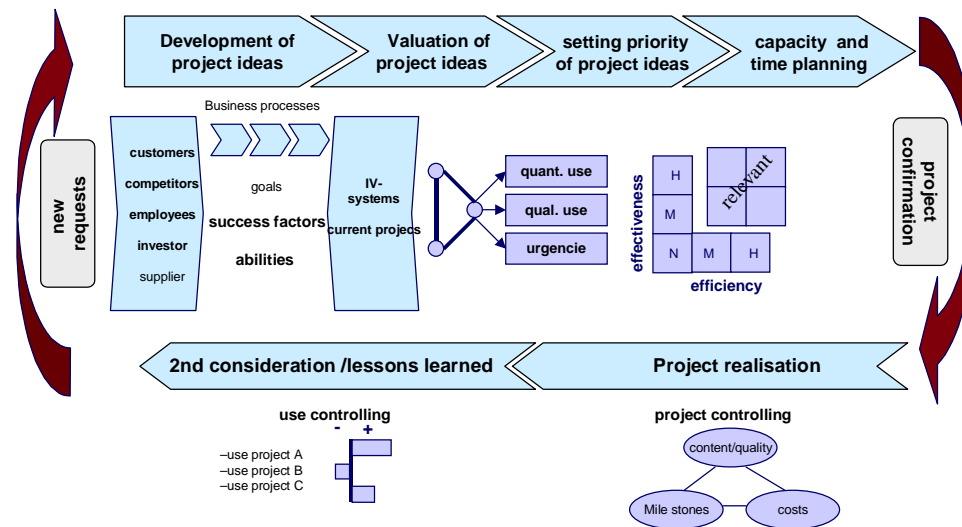 Development of
project ideas
Valuation of
project ideas
setting priority
of project ideas
capacity and
time planning
new
requests
Business processes
customers
competitors
employees
investor
supplier
goals
success factors
abilities
IV-
systems
current projecs
quant. use
qual. use
urgencie
effectiveness
H
M
N M H
efficiency
relevant
project
confirmation
2nd consideration /lessons learned
Project realisation
use controlling
- +
–use project A
–use project B
–use project C
project controlling
content/quality
Mile stones
costs